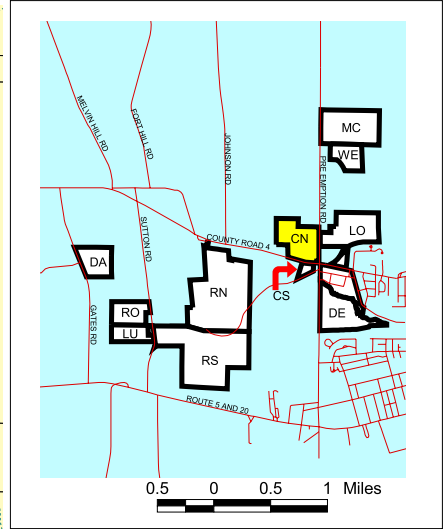 MELVIN HILL RD
FORT HILL RD
JOHNSON RD
PRE EMPTION RD
MC
WE
SUTTON RD
COUNTY ROAD 4
CN
LO
DA
RN
CS
GATES RD
RO
LU
DE
RS
ROUTE 5 AND 20
0.5 0 0.5 1 Miles